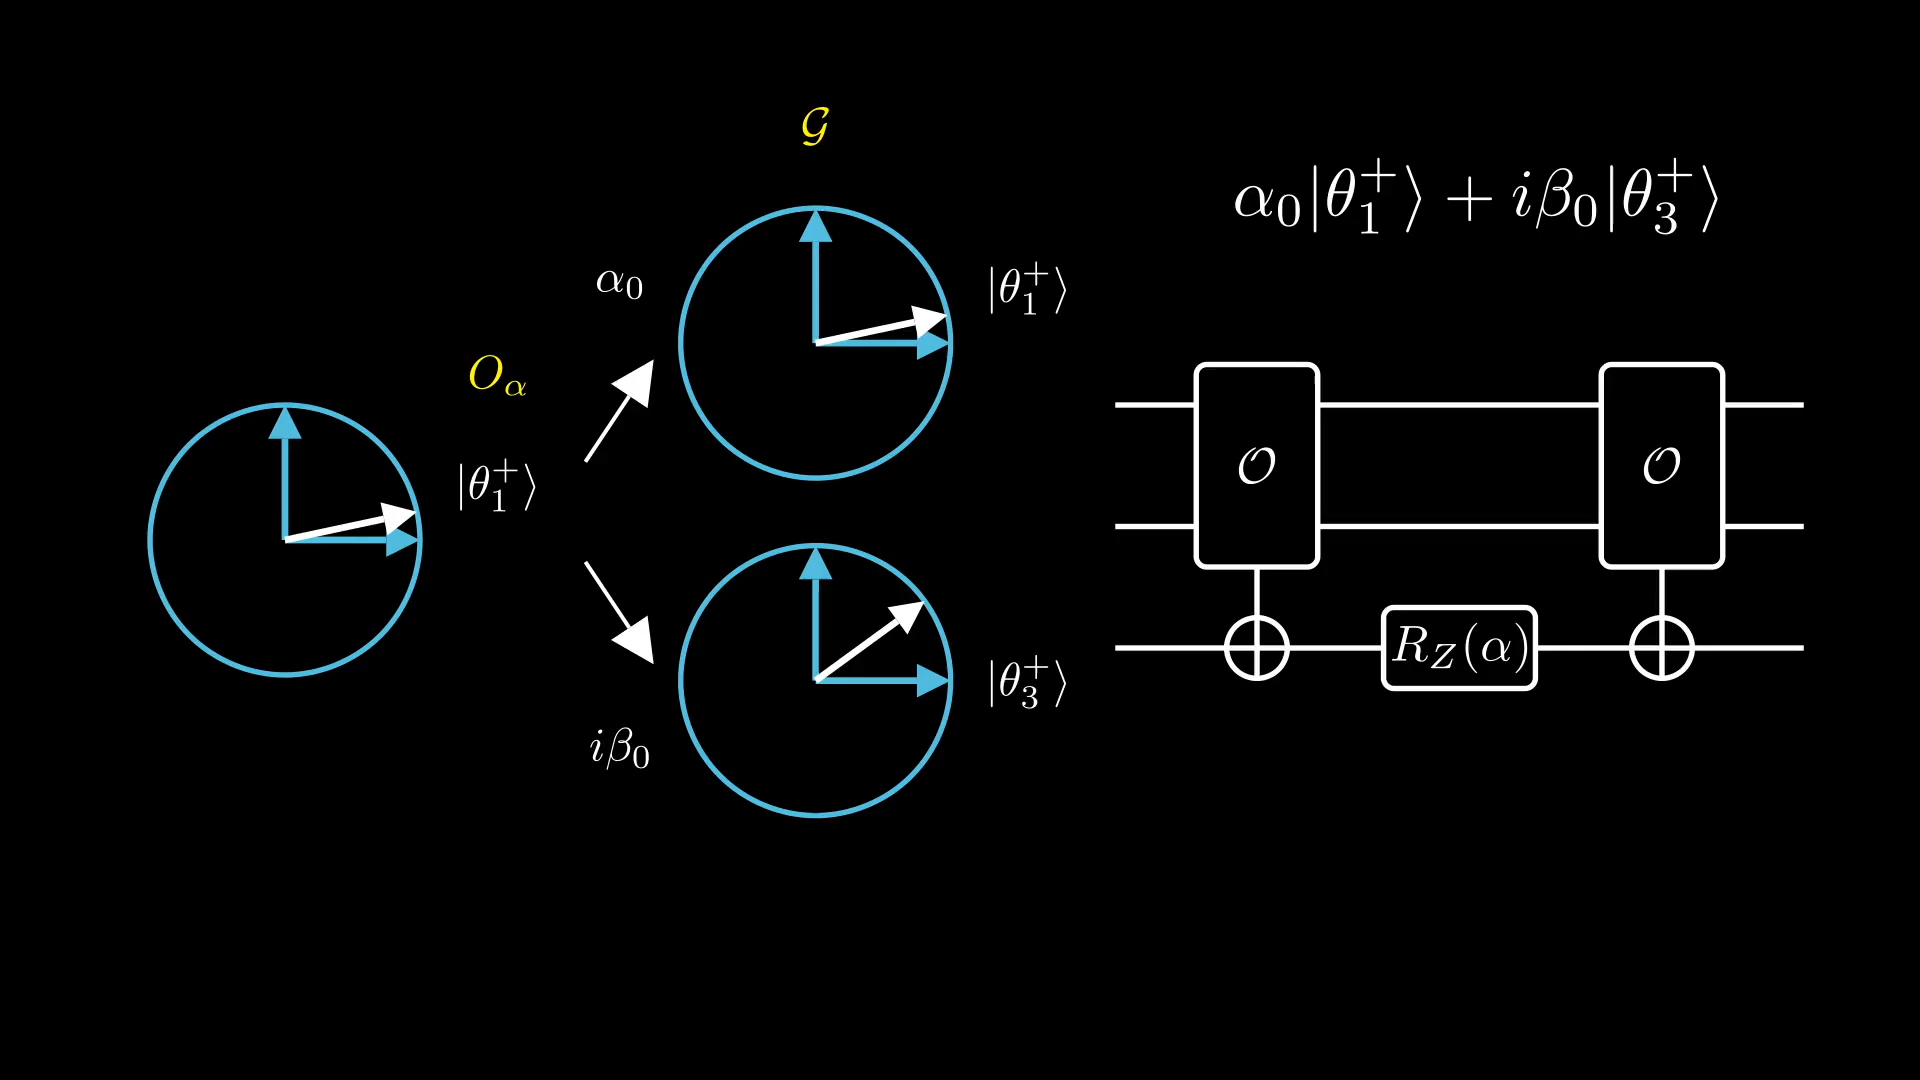 𝒢
α₀|θ₁⁺⟩ + iβ₀|θ₃⁺⟩
α₀
|θ₁⁺⟩
O_α
|θ₁⁺⟩
𝒪
𝒪
R_Z(α)
|θ₃⁺⟩
iβ₀